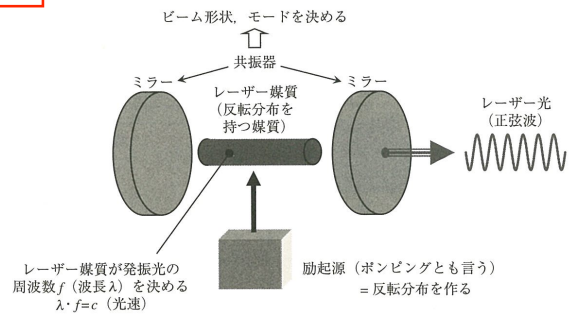 ビーム形状，モードを決める
共振器
ミラー
ミラー
レーザー媒質
（反転分布を
持つ媒質）
レーザー光
（正弦波）
レーザー媒質が発振光の
周波数f（波長λ）を決める
λ・f=c（光速）
励起源（ポンピングとも言う）
=反転分布を作る